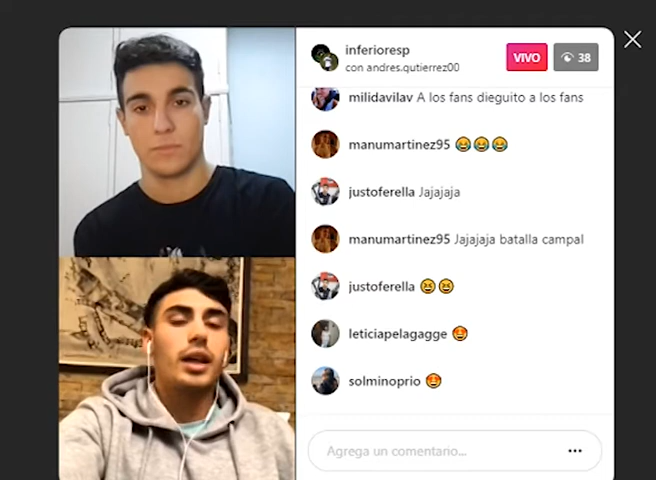 inferioresp
con andres.gutierrez00
VIVO
38
milidavilav A los fans dieguito a los fans
manumartinez95 😂😂😂
justoferella Jajajaja
manumartinez95 Jajajaja batalla campal
justoferella 😆😆
leticiapelagagge 🤩
solminoprio 🤩
Agrega un comentario...